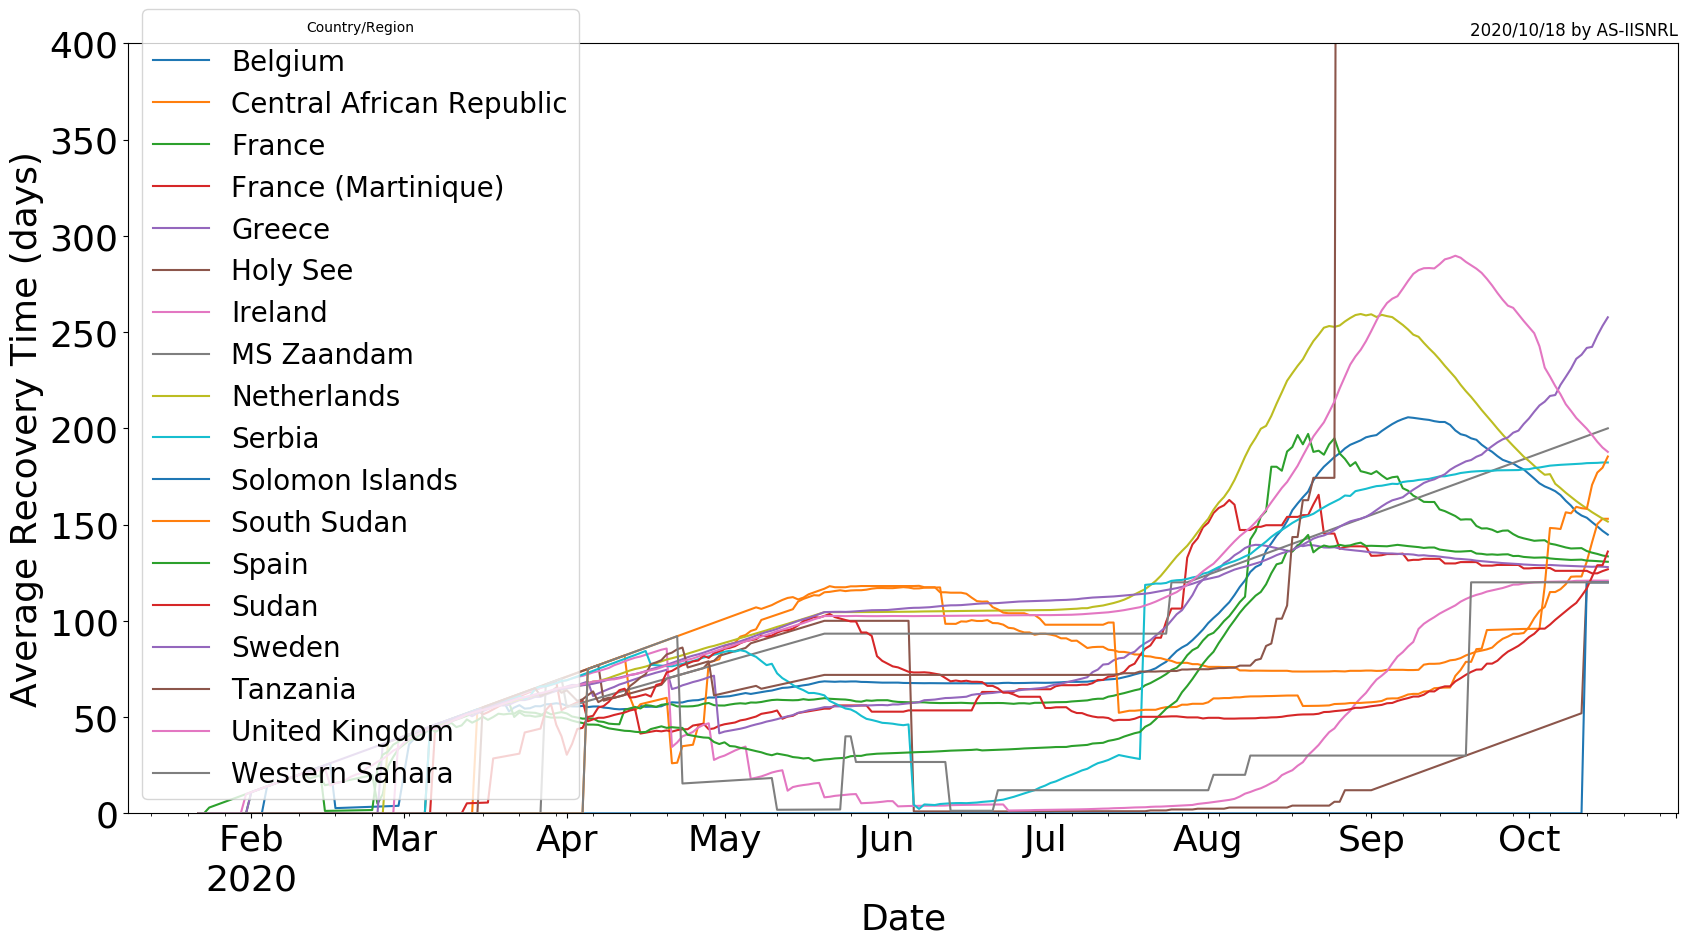 2020/10/18 by AS-IISNRL
Country/Region
Belgium
Central African Republic
France
France (Martinique)
Greece
Holy See
Ireland
MS Zaandam
Netherlands
Serbia
Solomon Islands
South Sudan
Spain
Sudan
Sweden
Tanzania
United Kingdom
Western Sahara
Average Recovery Time (days)
400
350
300
250
200
150
100
50
0
Feb Mar Apr May Jun Jul Aug Sep Oct
2020
Date